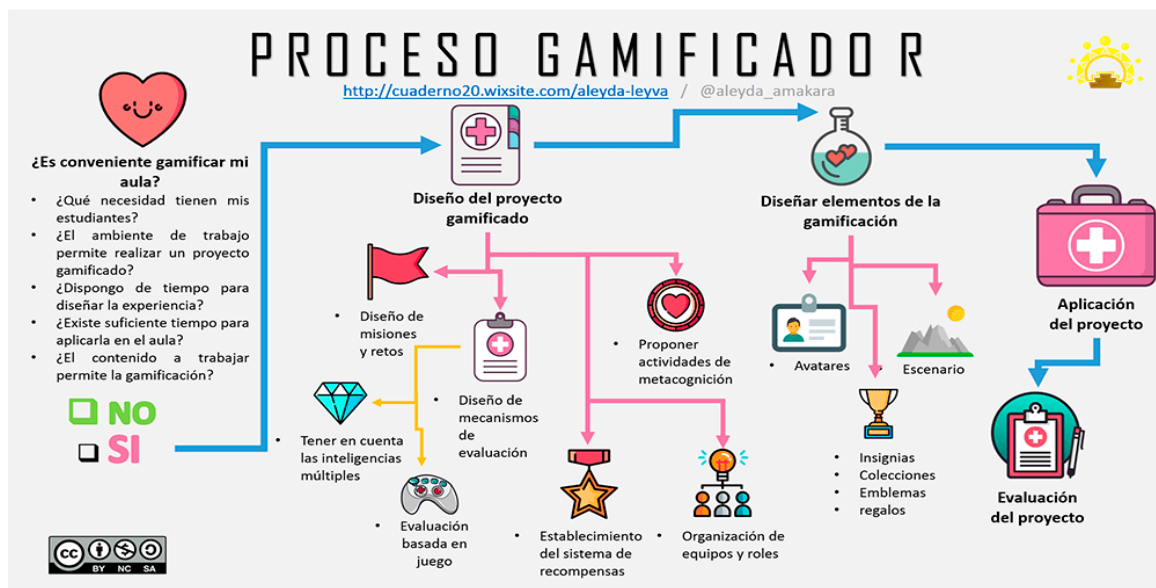 PROCESO GAMIFICADOR
http://cuaderno20.wixsite.com/aleyda-leyva / @aleyda_amakara
¿Es conveniente gamificar mi
aula?
• ¿Qué necesidad tienen mis
estudiantes?
• ¿El ambiente de trabajo
permite realizar un proyecto
gamificado?
• ¿Dispongo de tiempo para
diseñar la experiencia?
• ¿Existe suficiente tiempo para
aplicarla en el aula?
• ¿El contenido a trabajar
permite la gamificación?
NO
SI
Diseño del proyecto
gamificado
• Diseño de
misiones
y retos
• Diseño de
mecanismos
de
evaluación
• Tener en cuenta
las inteligencias
múltiples
• Evaluación
basada en
juego
• Proponer
actividades de
metacognición
• Establecimiento
del sistema de
recompensas
• Organización de
equipos y roles
Diseñar elementos de la
gamificación
• Avatares
• Escenario
• Insignias
• Colecciones
• Emblemas
• regalos
Aplicación
del proyecto
Evaluación
del proyecto
cc
BY NC SA